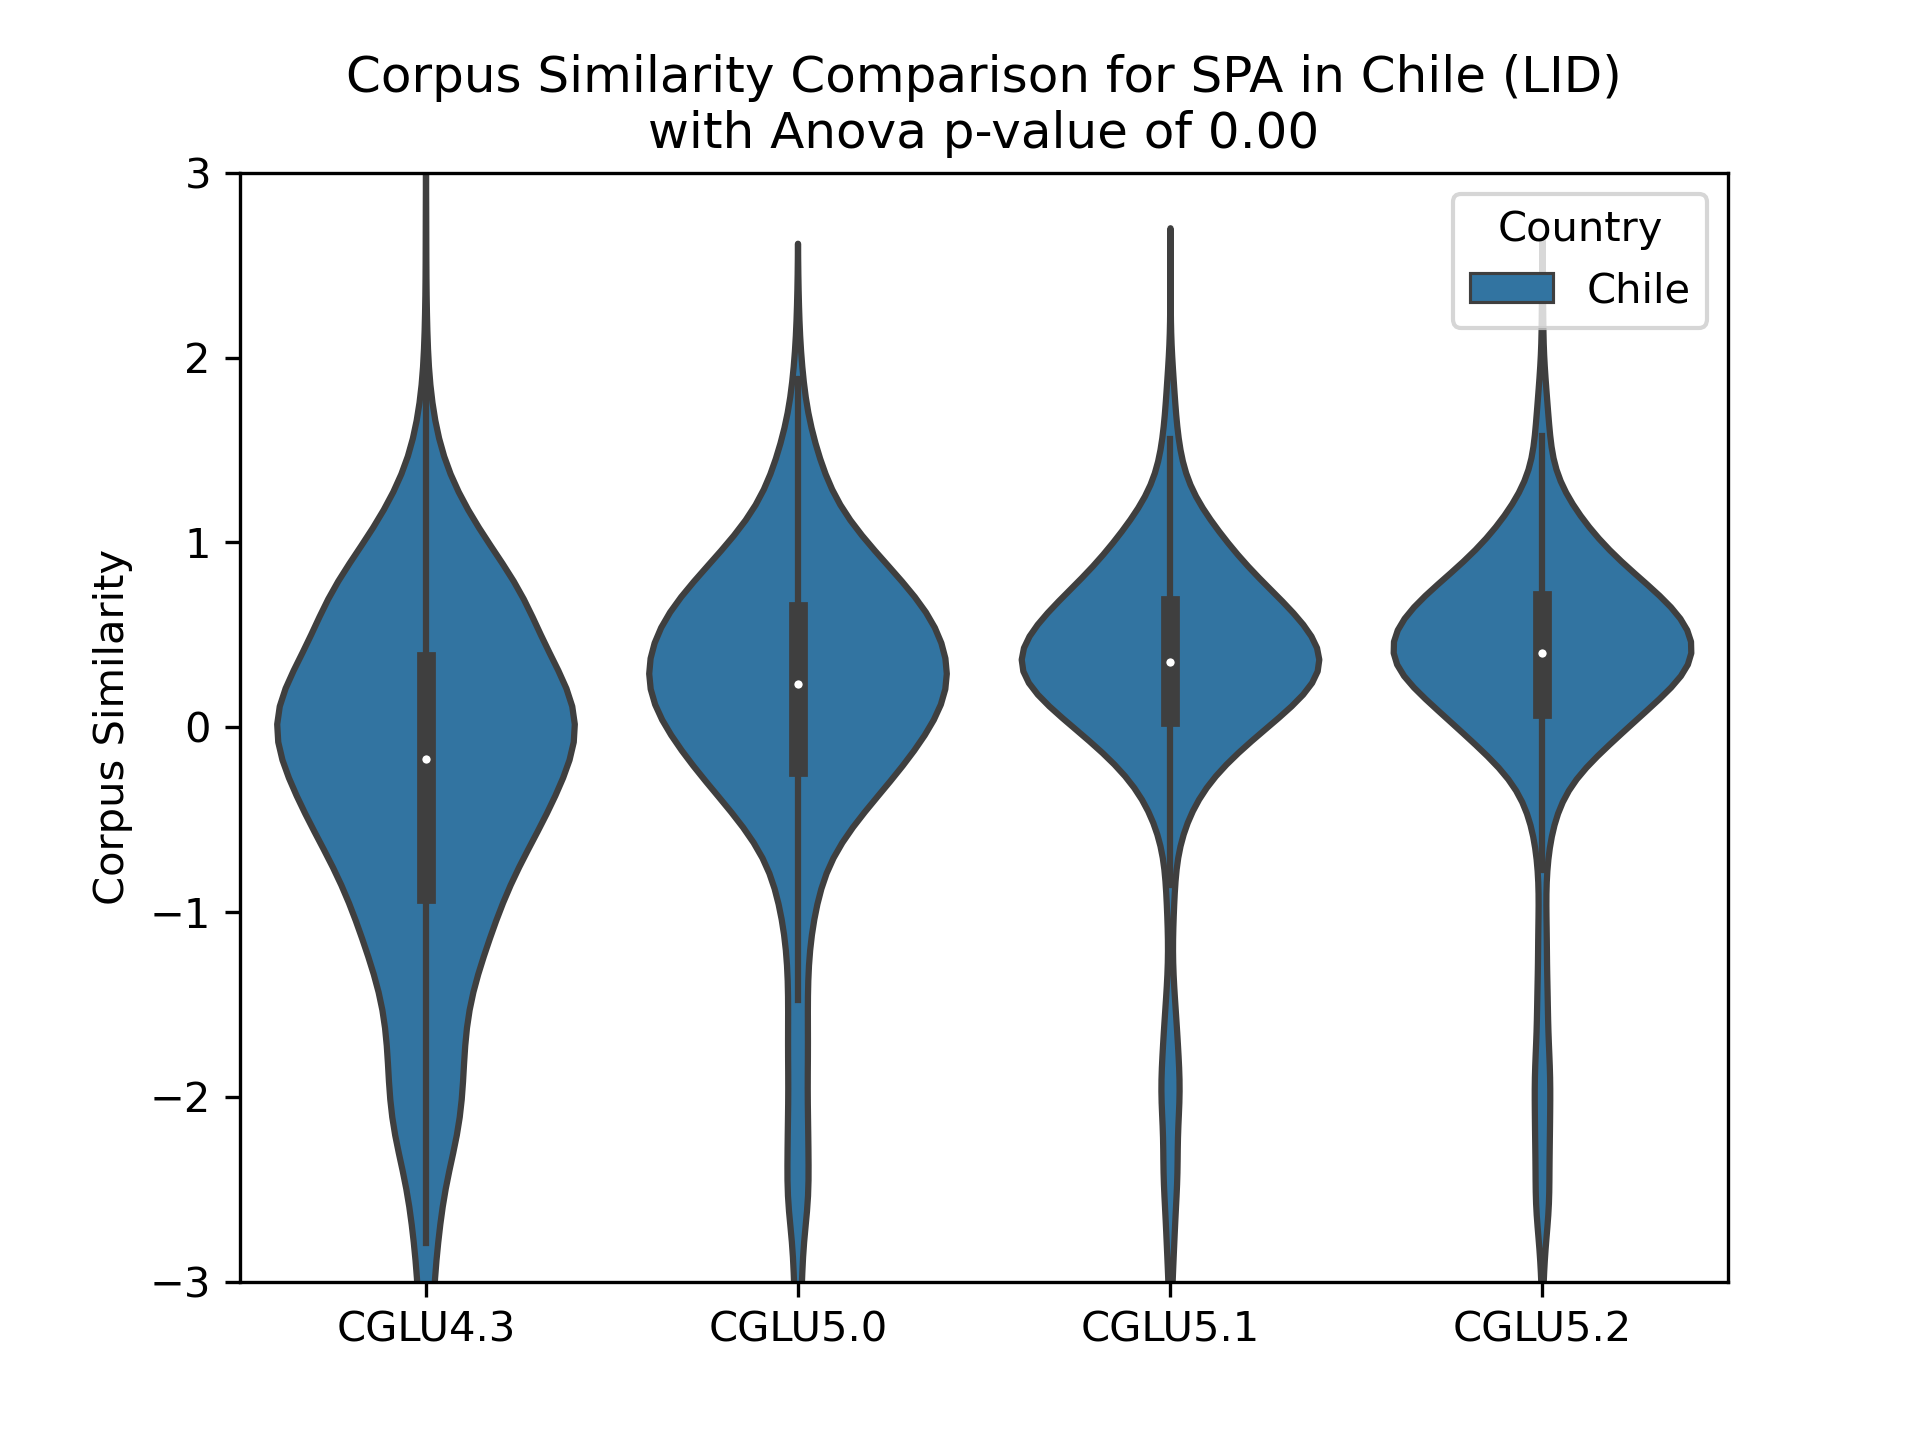 Corpus Similarity Comparison for SPA in Chile (LID)
with Anova p-value of 0.00
3
2
1
0
−1
−2
−3
Corpus Similarity
Country
Chile
CGLU4.3
CGLU5.0
CGLU5.1
CGLU5.2